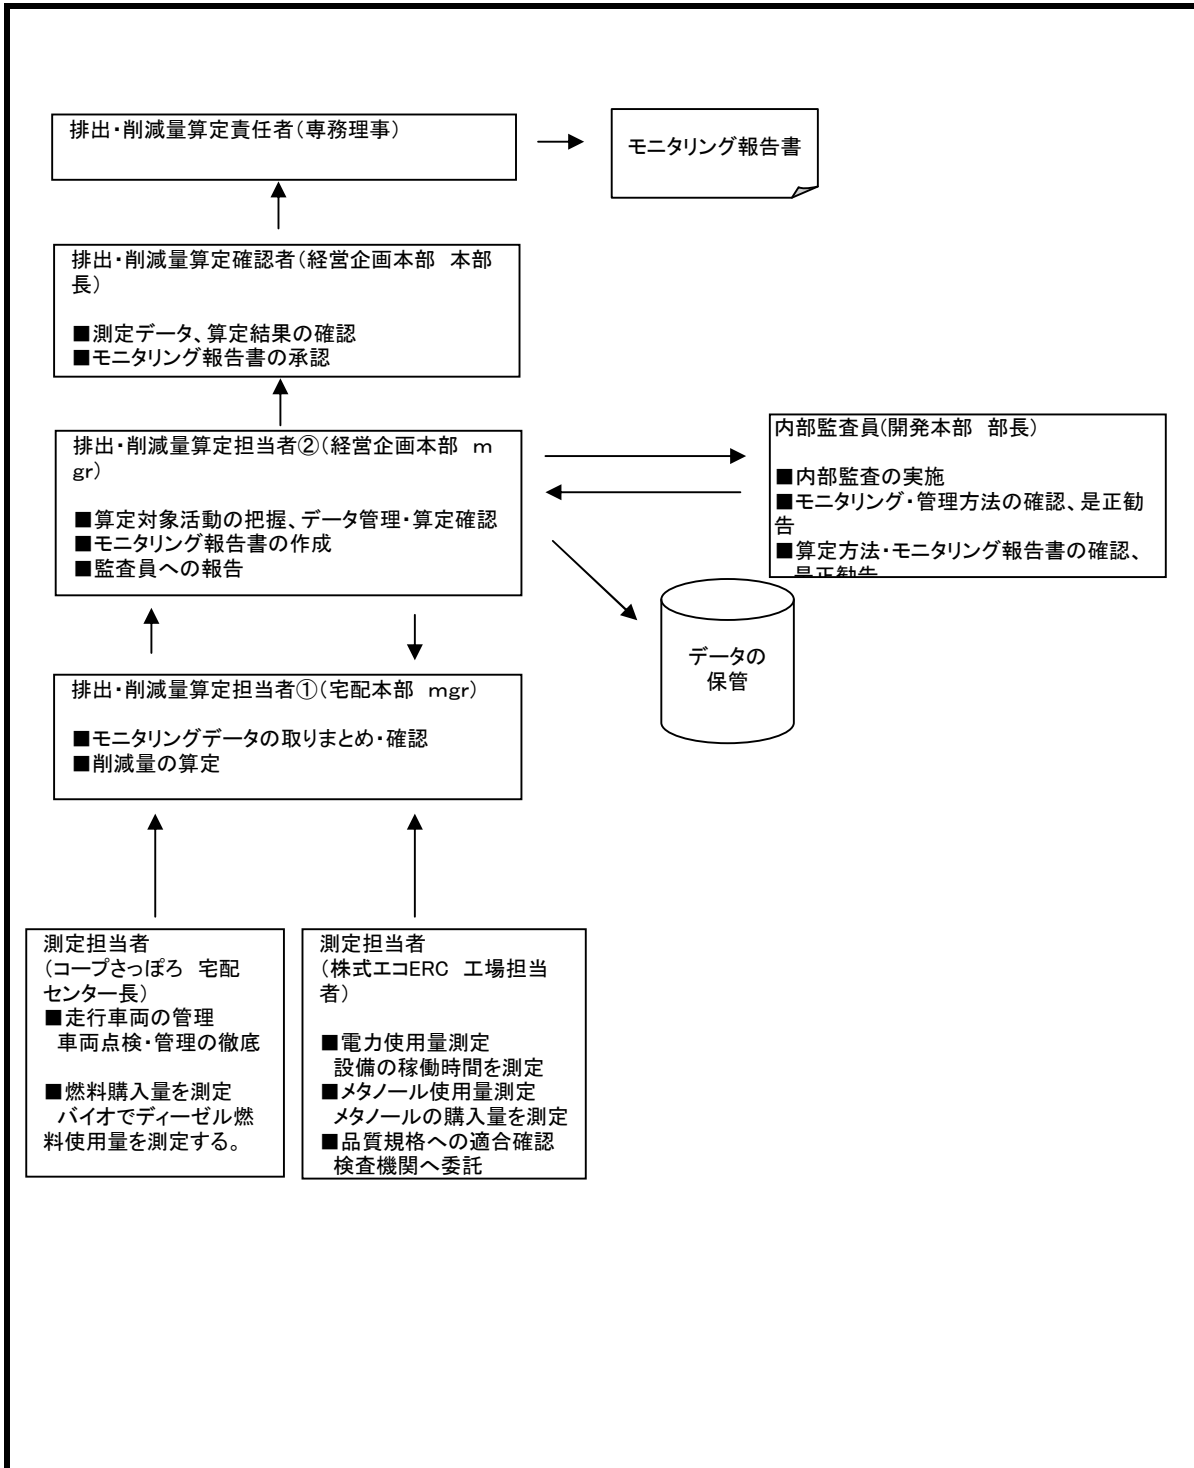 排出・削減量算定責任者(専務理事)
モニタリング報告書
排出・削減量算定確認者(経営企画本部 本部
長)
■測定データ、算定結果の確認
■モニタリング報告書の承認
排出・削減量算定担当者②(経営企画本部 m
gr)
■算定対象活動の把握、データ管理・算定確認
■モニタリング報告書の作成
■監査員への報告
内部監査員(開発本部 部長)
■内部監査の実施
■モニタリング・管理方法の確認、是正勧
告
■算定方法・モニタリング報告書の確認、
是正勧告
データの
保管
排出・削減量算定担当者①(宅配本部 mgr)
■モニタリングデータの取りまとめ・確認
■削減量の算定
測定担当者
(コープさっぽろ 宅配
センター長)
■走行車両の管理
車両点検・管理の徹底
■燃料購入量を測定
バイオでディーゼル燃
料使用量を測定する。
測定担当者
(株式エコERC 工場担当
者)
■電力使用量測定
設備の稼働時間を測定
■メタノール使用量測定
メタノールの購入量を測定
■品質規格への適合確認
検査機関へ委託